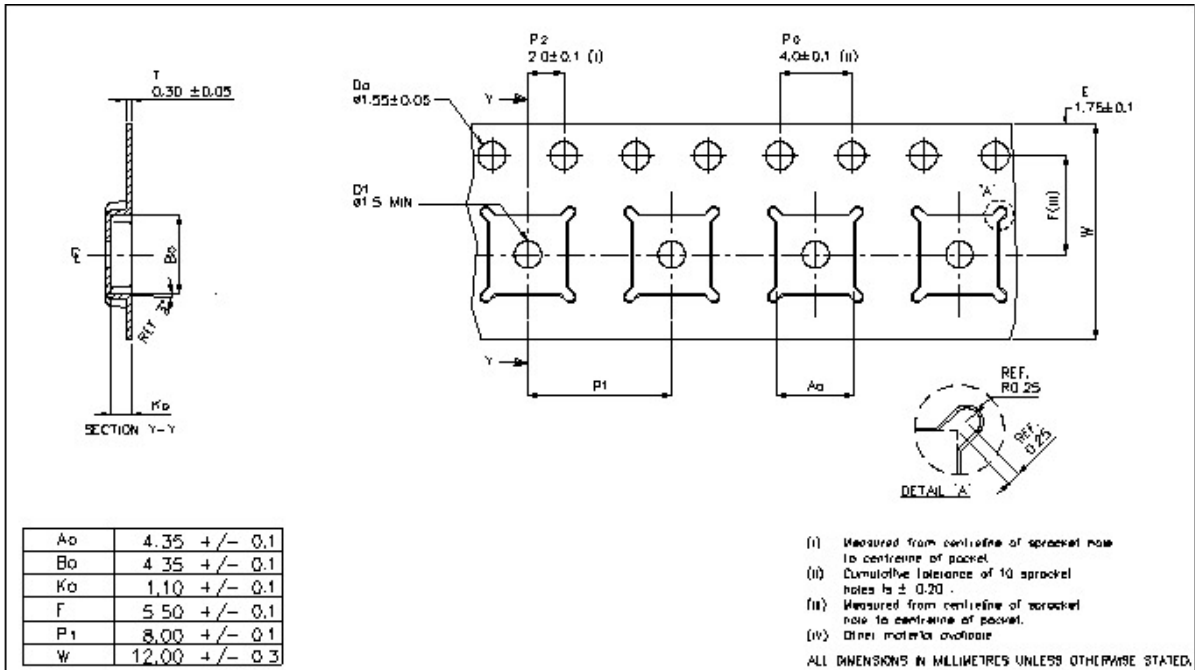 T
0.30 ±0.05
P2
2.0±0.1 (I)
P0
4.0±0.1 (II)
Do
ø1.55±0.05
Y
E
1.75±0.1
D1
ø1.5 MIN
"A"
F(III)
W
Bo
REF 3°
Ko
SECTION Y-Y
Y
P1
Ao
REF.
R0.25
REF.
0.25
DETAIL 'A'
Ao 4.35 +/- 0.1
Bo 4.35 +/- 0.1
Ko 1.10 +/- 0.1
F 5.50 +/- 0.1
P1 8.00 +/- 0.1
W 12.00 +/- 0.3
(I) Measured from centreline of sprocket hole
to centreline of pocket
(II) Cumulative tolerance of 10 sprocket
holes is ± 0.20 .
(III) Measured from centreline of sprocket
hole to centreline of pocket.
(IV) Other material available
ALL DIMENSIONS IN MILLIMETRES UNLESS OTHERWISE STATED.